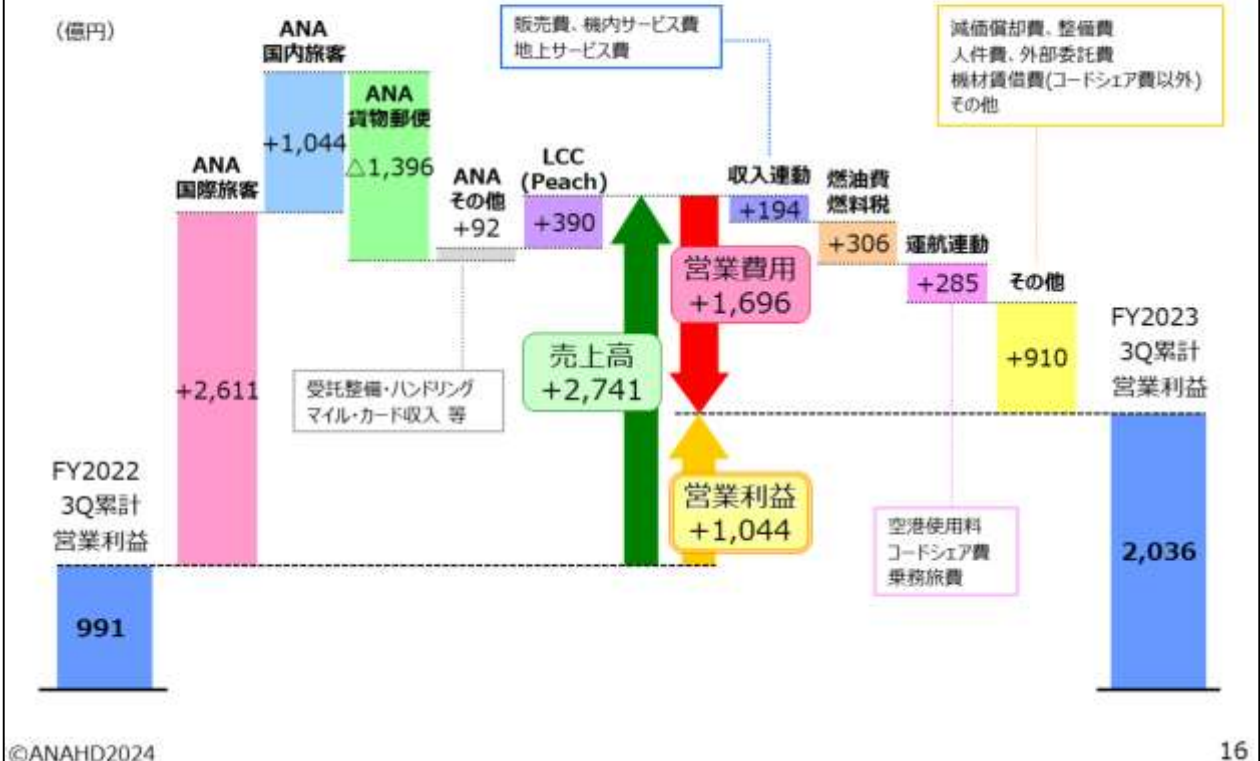 （億円）
ANA
国内旅客
+1,044
ANA
貨物郵便
△1,396
ANA
国際旅客
+2,611
ANA
その他
+92
LCC
(Peach)
+390
受託整備・ハンドリング
マイル・カード収入 等
販売費、機内サービス費
地上サービス費
減価償却費、整備費
人件費、外部委託費
機材賃借費(コードシェア費以外)
その他
収入連動
+194
燃油費
燃料税
+306
運航連動
+285
その他
+910
営業費用
+1,696
売上高
+2,741
営業利益
+1,044
空港使用料
コードシェア費
乗務旅費
FY2022
3Q累計
営業利益
991
FY2023
3Q累計
営業利益
2,036
©ANAHD2024
16